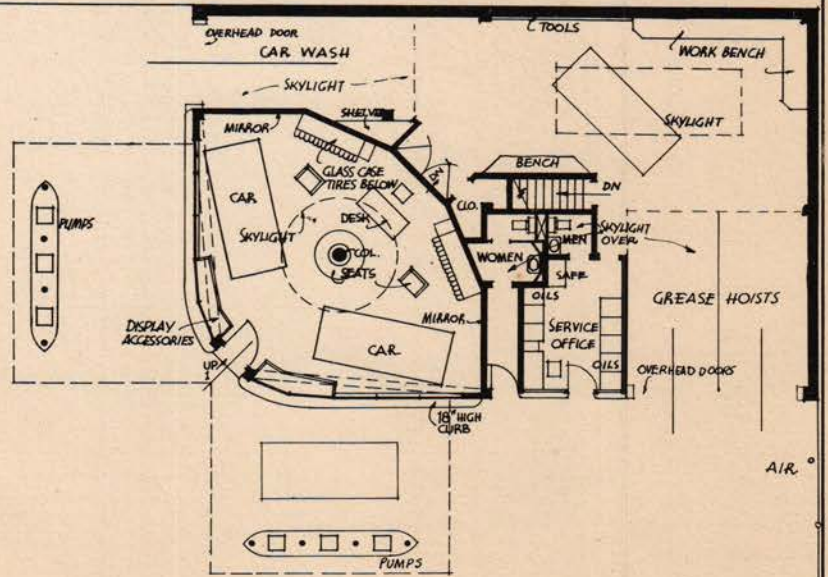 OVERHEAD DOOR
CAR WASH
TOOLS
WORK BENCH
SKYLIGHT
SHELVES
SKYLIGHT
MIRROR
GLASS CASE
TIRES BELOW
BENCH
DN
DN
CAR
DESK
CLO.
PUMPS
SKYLIGHT
COL.
SEATS
WOMEN
MEN
SKYLIGHT
OVER
SAFE
OILS
GREASE HOISTS
DISPLAY
ACCESSORIES
MIRROR
SERVICE
OFFICE
CAR
UP
1
OILS
OVERHEAD DOORS
18" HIGH
CURB
AIR
PUMPS